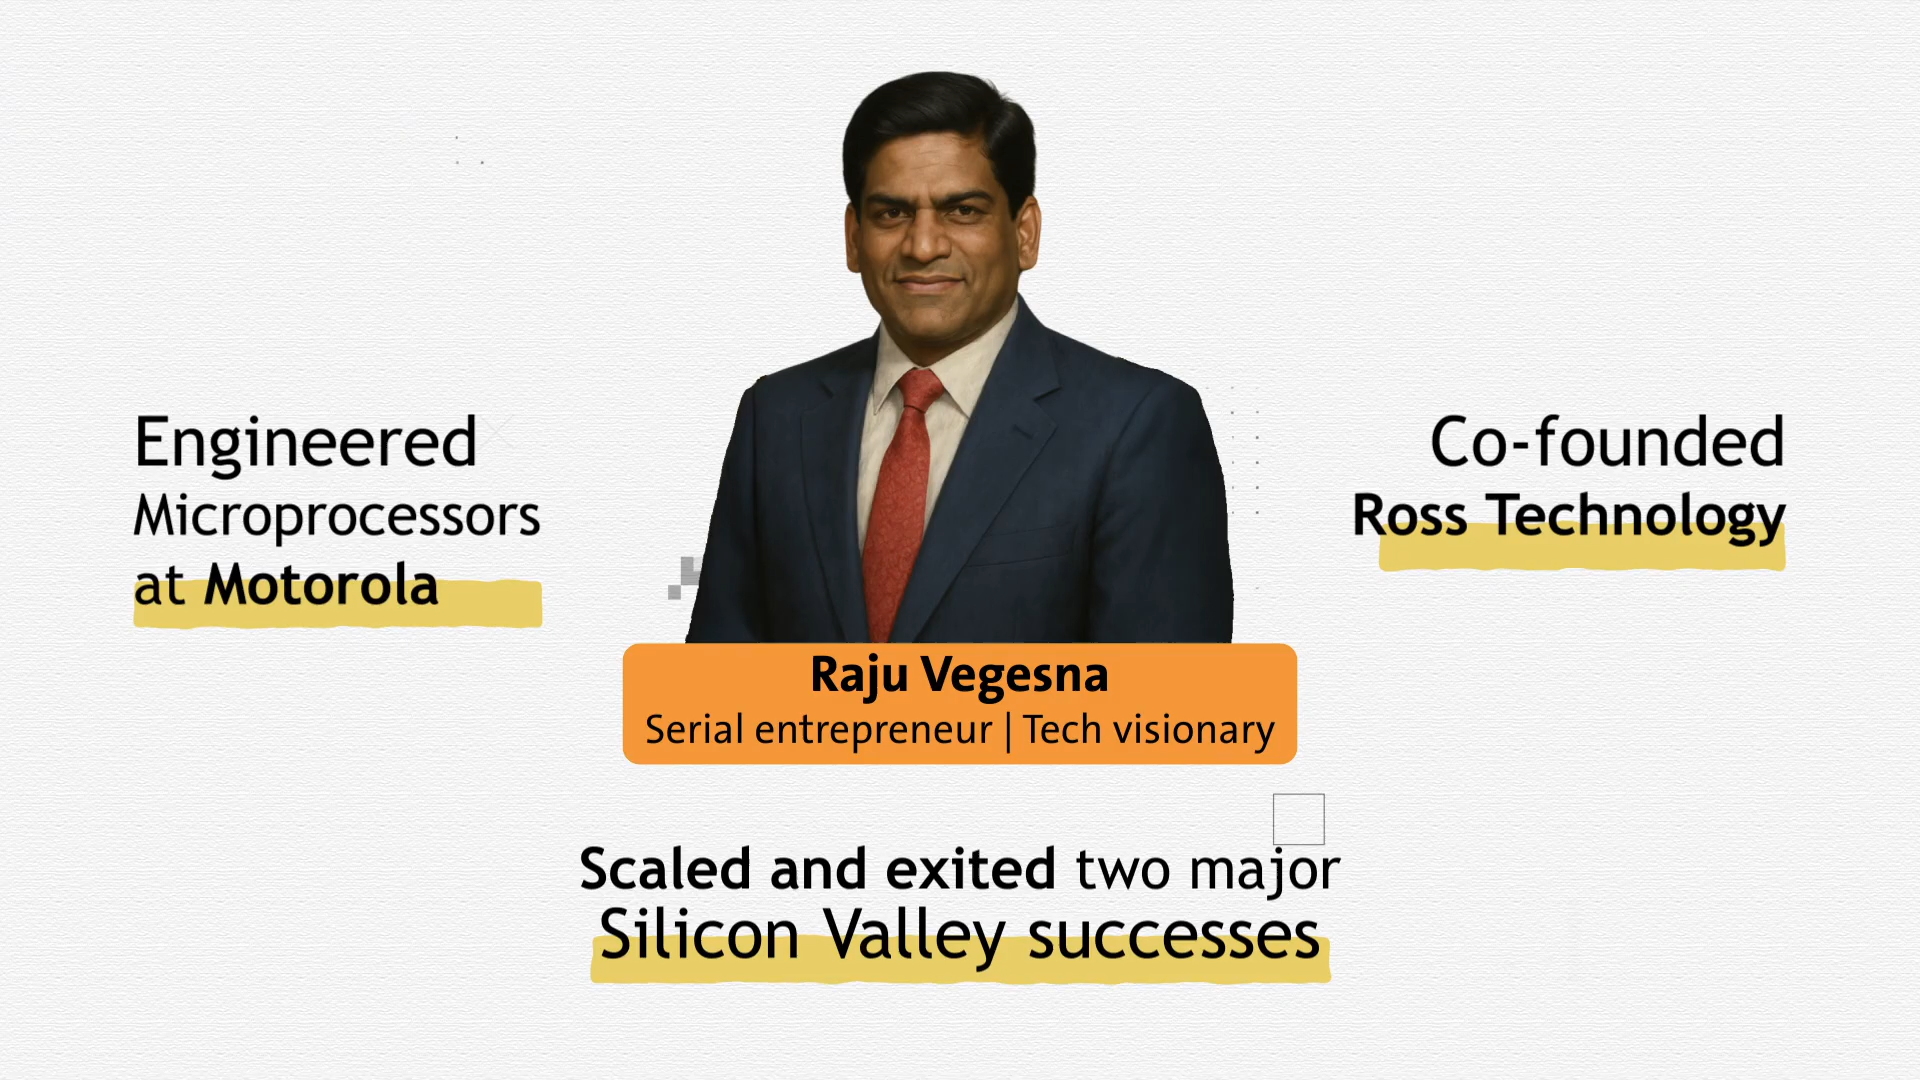 Engineered
Microprocessors
at Motorola
Co-founded
Ross Technology
Raju Vegesna
Serial entrepreneur | Tech visionary
Scaled and exited two major
Silicon Valley successes